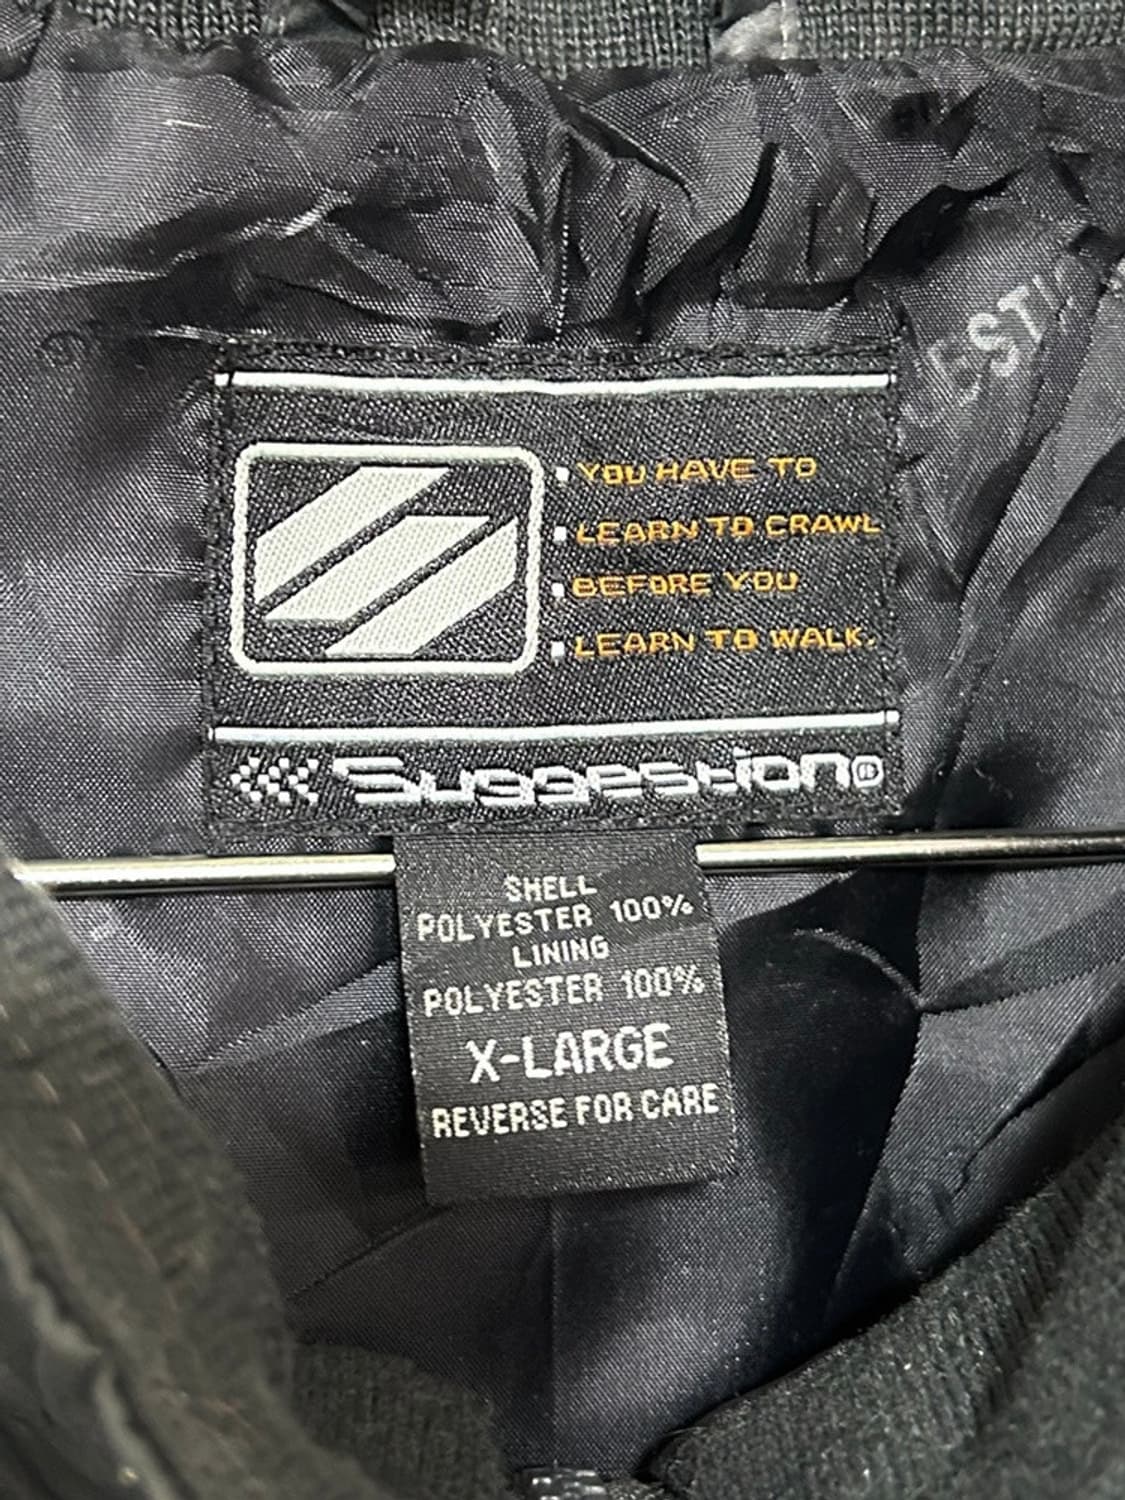 YOU HAVE TO
LEARN TO CRAWL
BEFORE YOU
LEARN TO WALK.
Suggestion®
SHELL
POLYESTER 100%
LINING
POLYESTER 100%
X-LARGE
REVERSE FOR CARE